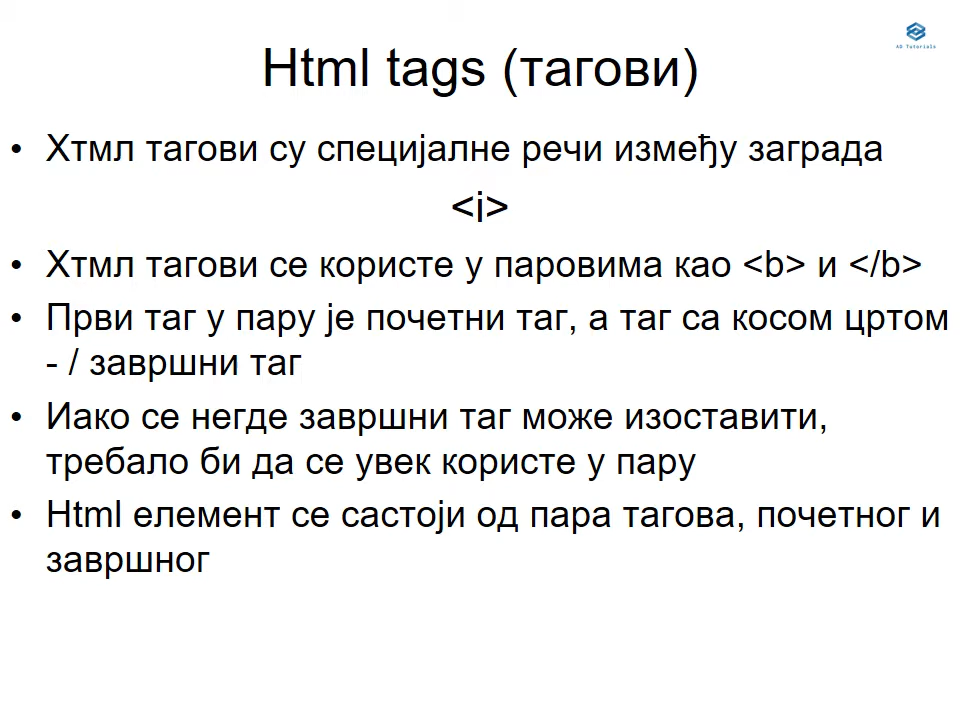 AD Tutorials
Html tags (тагови)
• Хтмл тагови су специјалне речи између заграда
<i>
• Хтмл тагови се користе у паровима као <b> и </b>
• Први таг у пару је почетни таг, а таг са косом цртом
- / завршни таг
• Иако се негде завршни таг може изоставити,
требало би да се увек користе у пару
• Html елемент се састоји од пара тагова, почетног и
завршног